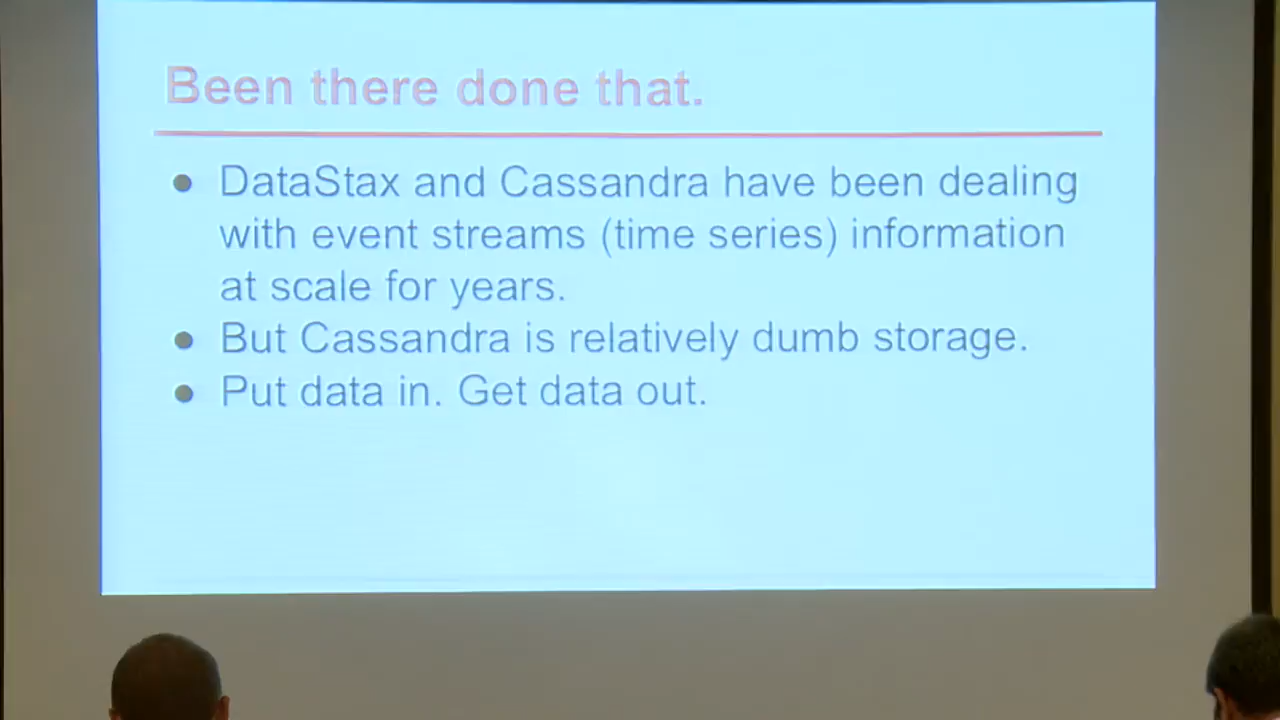 Been there done that.
● DataStax and Cassandra have been dealing
with event streams (time series) information
at scale for years.
● But Cassandra is relatively dumb storage.
● Put data in. Get data out.